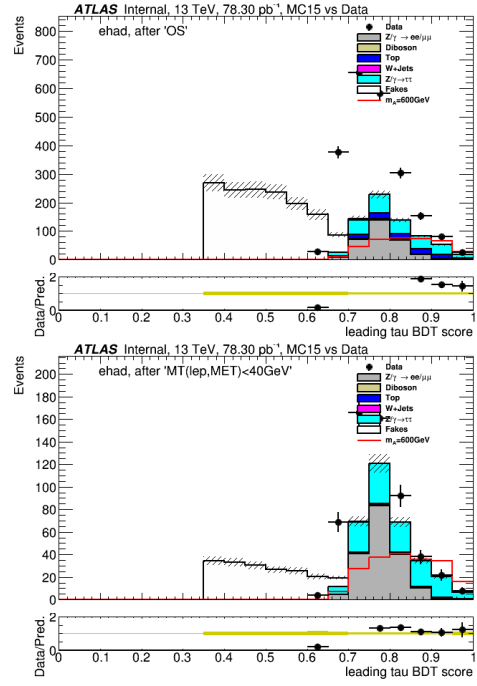 ATLAS Internal, 13 TeV, 78.30 pb⁻¹, MC15 vs Data
Events
ehad, after 'OS'
Data
Z/γ → ee/μμ
Diboson
Top
W+Jets
Z/γ→ττ
Fakes
m_A=600GeV
800
700
600
500
400
300
200
100
0
Data/Pred.
2
0
0 0.1 0.2 0.3 0.4 0.5 0.6 0.7 0.8 0.9 1
leading tau BDT score
ATLAS Internal, 13 TeV, 78.30 pb⁻¹, MC15 vs Data
Events
ehad, after 'MT(lep,MET)<40GeV'
Data
Z/γ → ee/μμ
Diboson
Top
W+Jets
Z/γ→ττ
Fakes
m_A=600GeV
200
180
160
140
120
100
80
60
40
20
0
Data/Pred.
2
0
0 0.1 0.2 0.3 0.4 0.5 0.6 0.7 0.8 0.9 1
leading tau BDT score